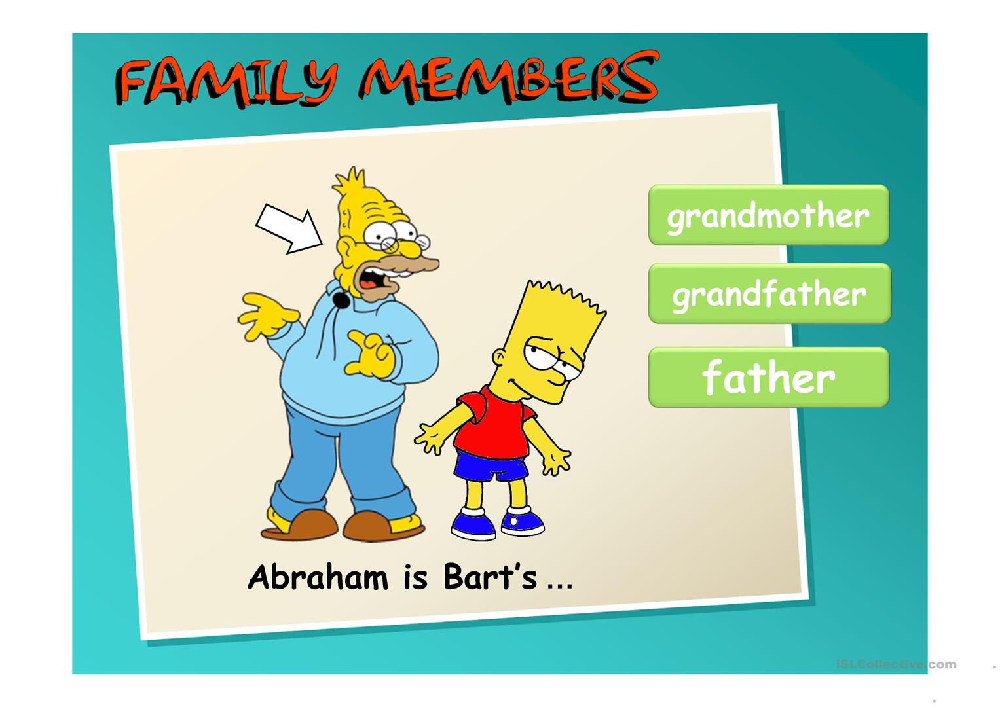 FAMILY MEMBERS
grandmother
grandfather
father
Abraham is Bart's ...
iSLCollective.com